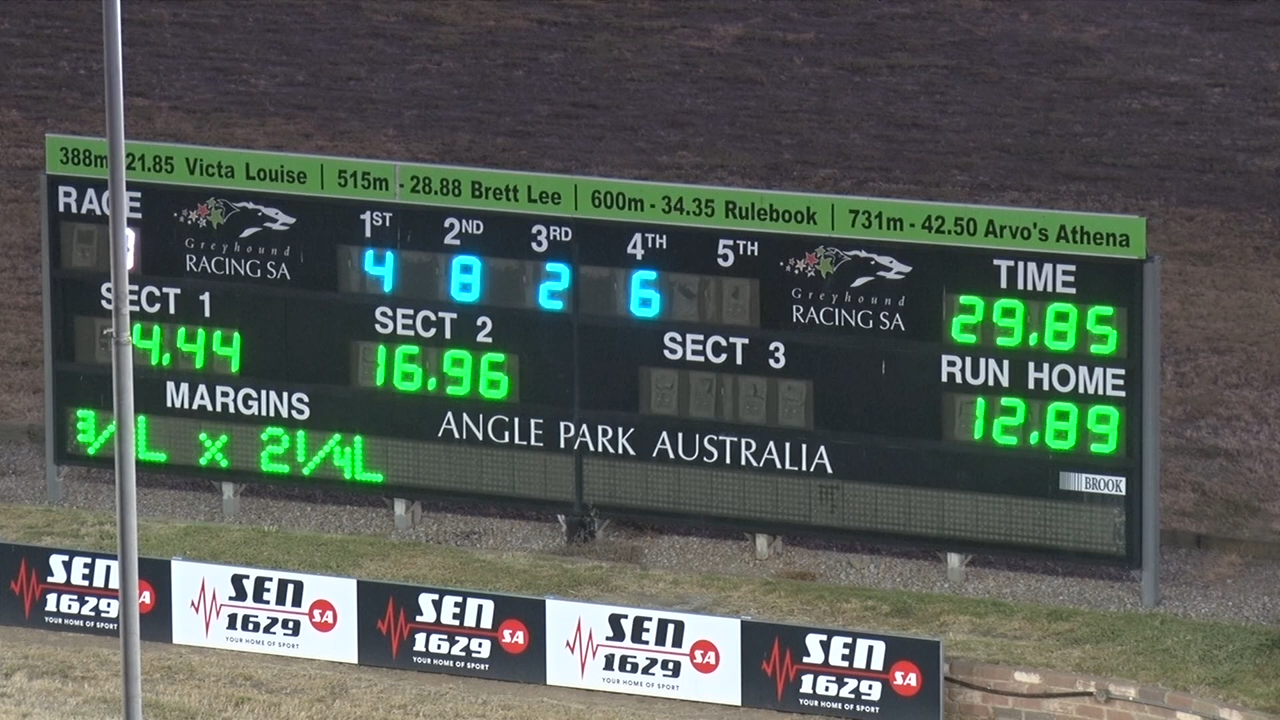 388m 21.85 Victa Louise | 515m - 28.88 Brett Lee | 600m - 34.35 Rulebook | 731m - 42.50 Arvo's Athena
RACE
Greyhound
RACING SA
1ST 2ND 3RD 4TH 5TH
4 8 2 6
Greyhound
RACING SA
TIME
29.85
SECT 1
4.44
SECT 2
16.96
SECT 3
RUN HOME
12.89
MARGINS
L x 2 1/4L
ANGLE PARK AUSTRALIA
BROOK
SEN
1629
YOUR HOME OF SPORT
SEN
1629 SA
YOUR HOME OF SPORT
SEN
1629 SA
YOUR HOME OF SPORT
SEN
1629 SA
YOUR HOME OF SPORT
SEN
1629 SA
YOUR HOME OF SPORT